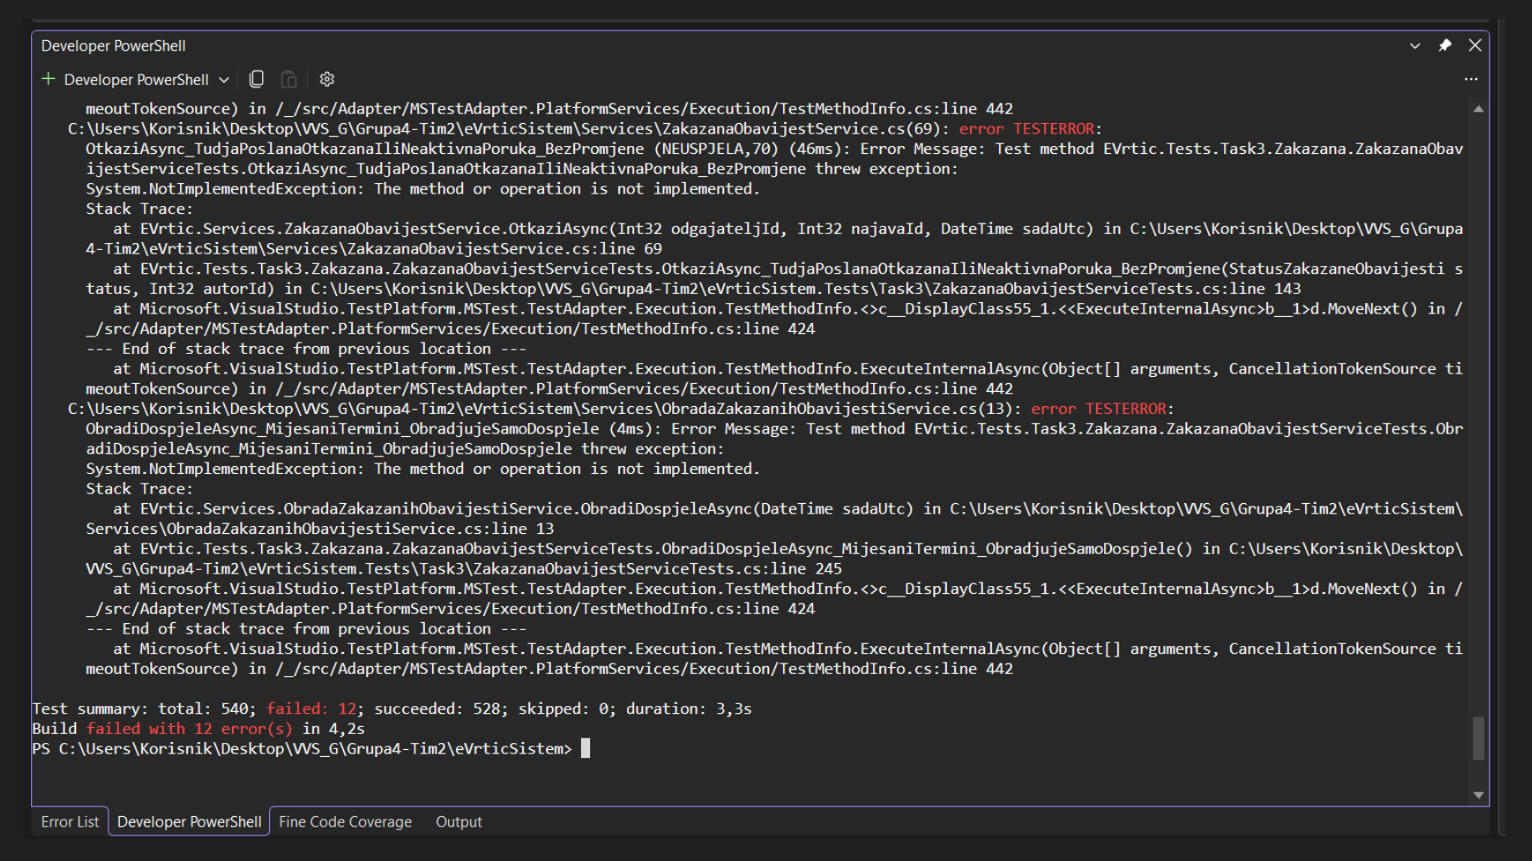 Developer PowerShell
Developer PowerShell
meoutTokenSource) in /_/src/Adapter/MSTestAdapter.PlatformServices/Execution/TestMethodInfo.cs:line 442
C:\Users\Korisnik\Desktop\VVS_G\Grupa4-Tim2\eVrticSistem\Services\ZakazanaObavijestService.cs(69): error TESTERROR:
OtkaziAsync_TudjaPoslanaOtkazanaIliNeaktivnaPoruka_BezPromjene (NEUSPJELA,70) (46ms): Error Message: Test method EVrtic.Tests.Task3.Zakazana.ZakazanaObav
ijestServiceTests.OtkaziAsync_TudjaPoslanaOtkazanaIliNeaktivnaPoruka_BezPromjene threw exception:
System.NotImplementedException: The method or operation is not implemented.
Stack Trace:
at EVrtic.Services.ZakazanaObavijestService.OtkaziAsync(Int32 odgajateljId, Int32 najavaId, DateTime sadaUtc) in C:\Users\Korisnik\Desktop\VVS_G\Grupa
4-Tim2\eVrticSistem\Services\ZakazanaObavijestService.cs:line 69
at EVrtic.Tests.Task3.Zakazana.ZakazanaObavijestServiceTests.OtkaziAsync_TudjaPoslanaOtkazanaIliNeaktivnaPoruka_BezPromjene(StatusZakazaneObavijesti s
tatus, Int32 autorId) in C:\Users\Korisnik\Desktop\VVS_G\Grupa4-Tim2\eVrticSistem.Tests\Task3\ZakazanaObavijestServiceTests.cs:line 143
at Microsoft.VisualStudio.TestPlatform.MSTest.TestAdapter.Execution.TestMethodInfo.<>c__DisplayClass55_1.<<ExecuteInternalAsync>b__1>d.MoveNext() in /
_/src/Adapter/MSTestAdapter.PlatformServices/Execution/TestMethodInfo.cs:line 424
--- End of stack trace from previous location ---
at Microsoft.VisualStudio.TestPlatform.MSTest.TestAdapter.Execution.TestMethodInfo.ExecuteInternalAsync(Object[] arguments, CancellationTokenSource ti
meoutTokenSource) in /_/src/Adapter/MSTestAdapter.PlatformServices/Execution/TestMethodInfo.cs:line 442
C:\Users\Korisnik\Desktop\VVS_G\Grupa4-Tim2\eVrticSistem\Services\ObradaZakazanihObavijestiService.cs(13): error TESTERROR:
ObradiDospjeleAsync_MijesaniTermini_ObradjujeSamoDospjele (4ms): Error Message: Test method EVrtic.Tests.Task3.Zakazana.ZakazanaObavijestServiceTests.Obr
adiDospjeleAsync_MijesaniTermini_ObradjujeSamoDospjele threw exception:
System.NotImplementedException: The method or operation is not implemented.
Stack Trace:
at EVrtic.Services.ObradaZakazanihObavijestiService.ObradiDospjeleAsync(DateTime sadaUtc) in C:\Users\Korisnik\Desktop\VVS_G\Grupa4-Tim2\eVrticSistem\
Services\ObradaZakazanihObavijestiService.cs:line 13
at EVrtic.Tests.Task3.Zakazana.ZakazanaObavijestServiceTests.ObradiDospjeleAsync_MijesaniTermini_ObradjujeSamoDospjele() in C:\Users\Korisnik\Desktop\
VVS_G\Grupa4-Tim2\eVrticSistem.Tests\Task3\ZakazanaObavijestServiceTests.cs:line 245
at Microsoft.VisualStudio.TestPlatform.MSTest.TestAdapter.Execution.TestMethodInfo.<>c__DisplayClass55_1.<<ExecuteInternalAsync>b__1>d.MoveNext() in /
_/src/Adapter/MSTestAdapter.PlatformServices/Execution/TestMethodInfo.cs:line 424
--- End of stack trace from previous location ---
at Microsoft.VisualStudio.TestPlatform.MSTest.TestAdapter.Execution.TestMethodInfo.ExecuteInternalAsync(Object[] arguments, CancellationTokenSource ti
meoutTokenSource) in /_/src/Adapter/MSTestAdapter.PlatformServices/Execution/TestMethodInfo.cs:line 442
Test summary: total: 540; failed: 12; succeeded: 528; skipped: 0; duration: 3,3s
Build failed with 12 error(s) in 4,2s
PS C:\Users\Korisnik\Desktop\VVS_G\Grupa4-Tim2\eVrticSistem>
Error List Developer PowerShell Fine Code Coverage Output